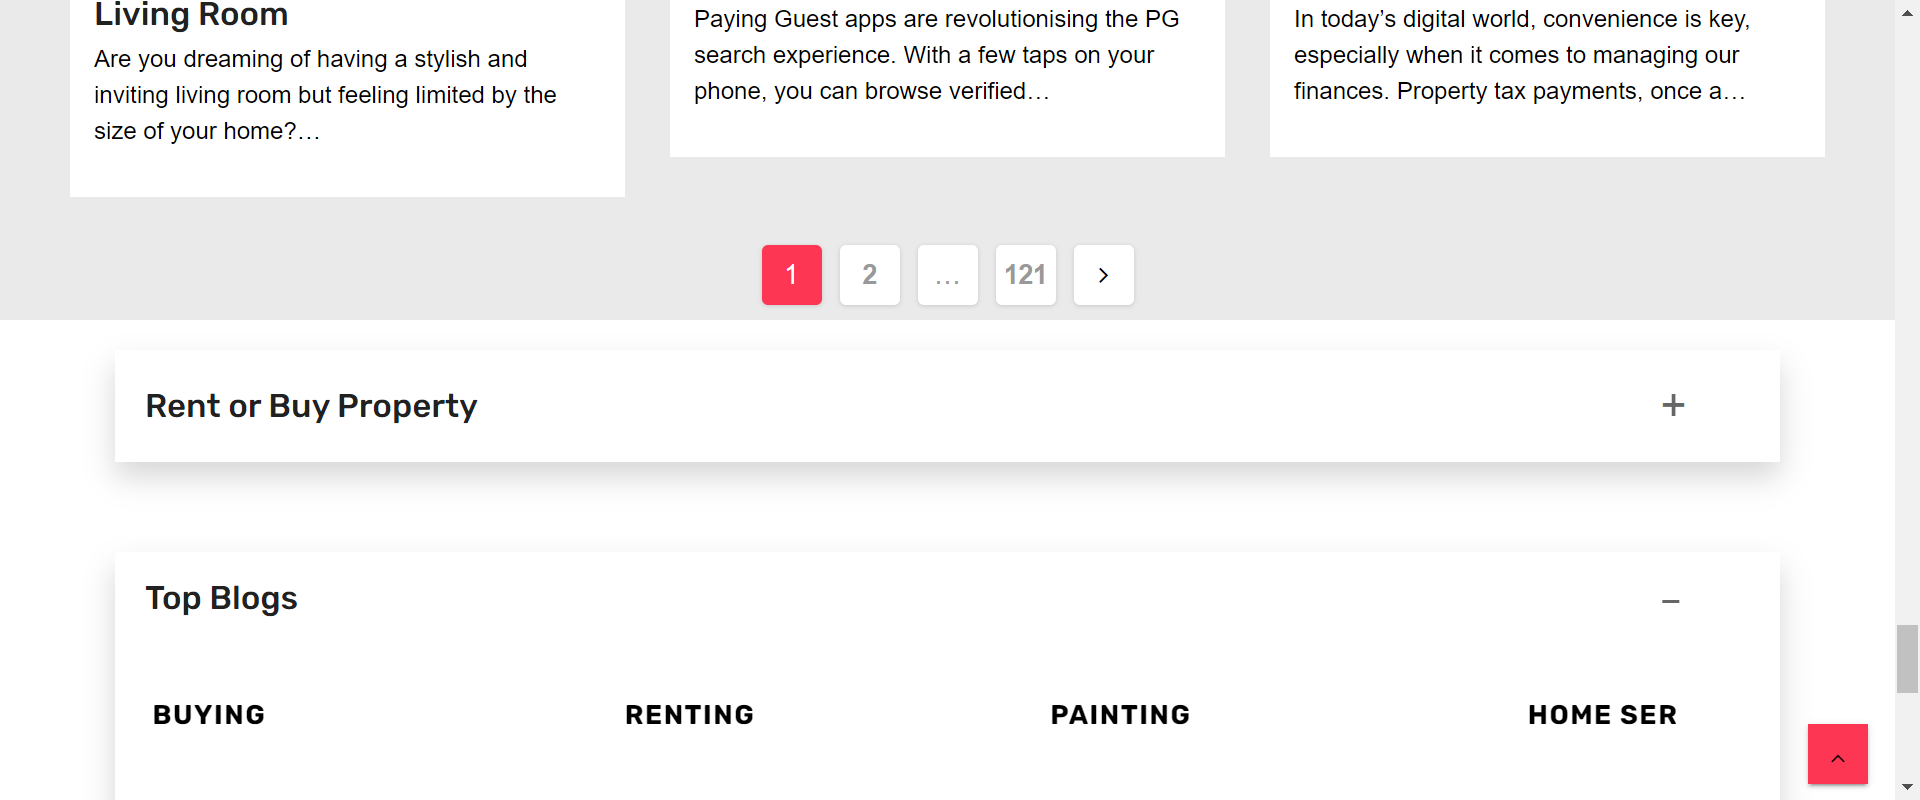 Living Room
Are you dreaming of having a stylish and
inviting living room but feeling limited by the
size of your home?…
Paying Guest apps are revolutionising the PG
search experience. With a few taps on your
phone, you can browse verified…
In today’s digital world, convenience is key,
especially when it comes to managing our
finances. Property tax payments, once a…
1 2 … 121
Rent or Buy Property
Top Blogs
BUYING RENTING PAINTING HOME SER